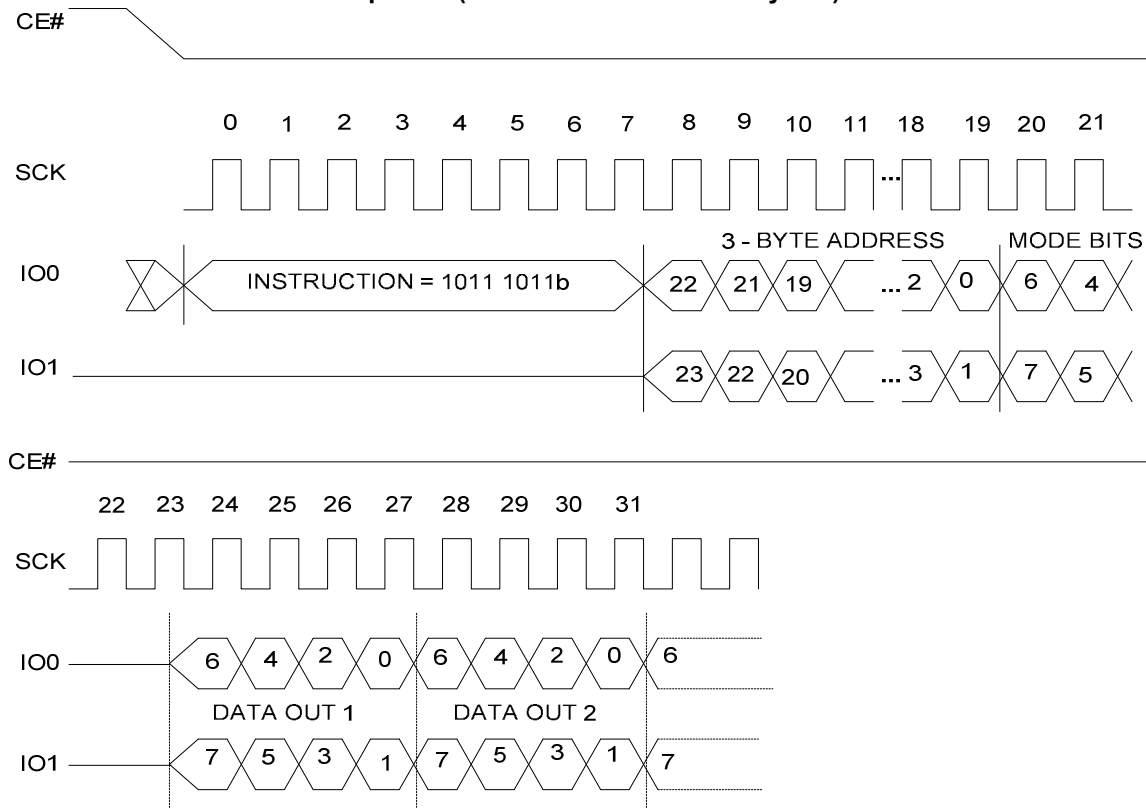 CE#
0 1 2 3 4 5 6 7 8 9 10 11 18 19 20 21
SCK ...
3 - BYTE ADDRESS MODE BITS
IO0 INSTRUCTION = 1011 1011b 22 21 19 ... 2 0 6 4
IO1 23 22 20 ... 3 1 7 5
CE#
22 23 24 25 26 27 28 29 30 31
SCK
IO0 6 4 2 0 6 4 2 0 6
DATA OUT 1 DATA OUT 2
IO1 7 5 3 1 7 5 3 1 7